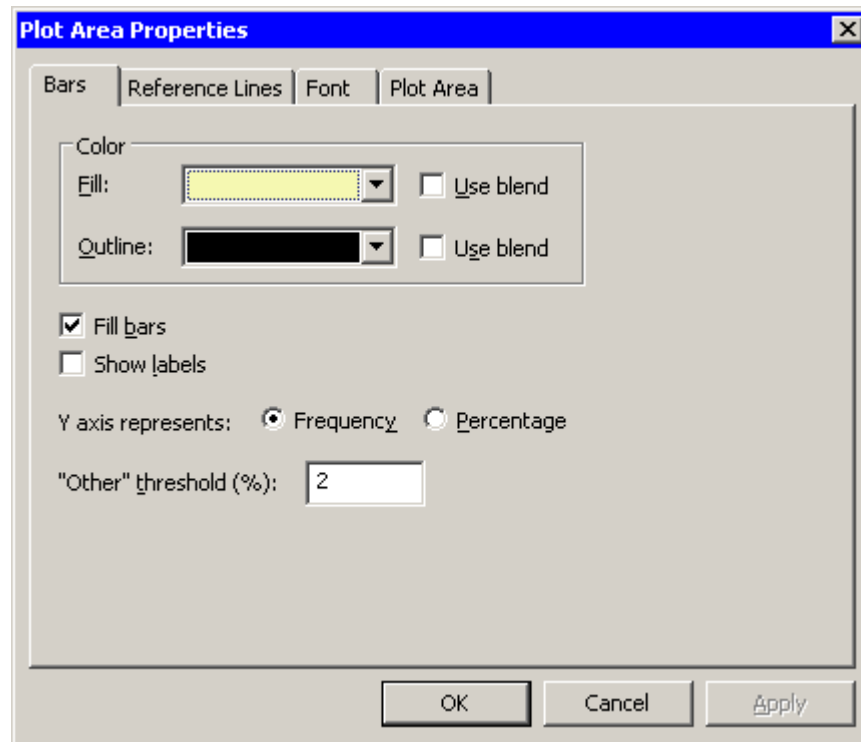 Plot Area Properties
Bars Reference Lines Font Plot Area
Color
Fill: Use blend
Outline: Use blend
Fill bars
Show labels
Y axis represents: Frequency Percentage
"Other" threshold (%): 2
OK Cancel Apply